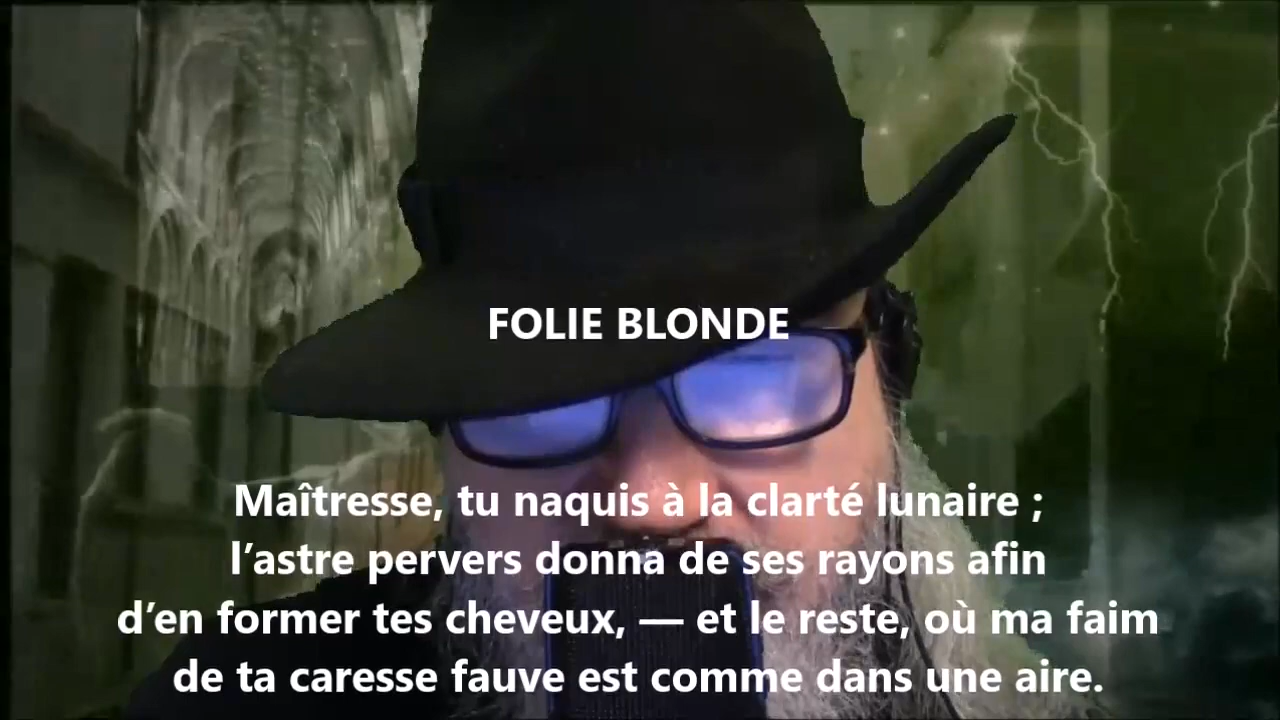 FOLIE BLONDE
Maîtresse, tu naquis à la clarté lunaire ;
l’astre pervers donna de ses rayons afin
d’en former tes cheveux, — et le reste, où ma faim
de ta caresse fauve est comme dans une aire.